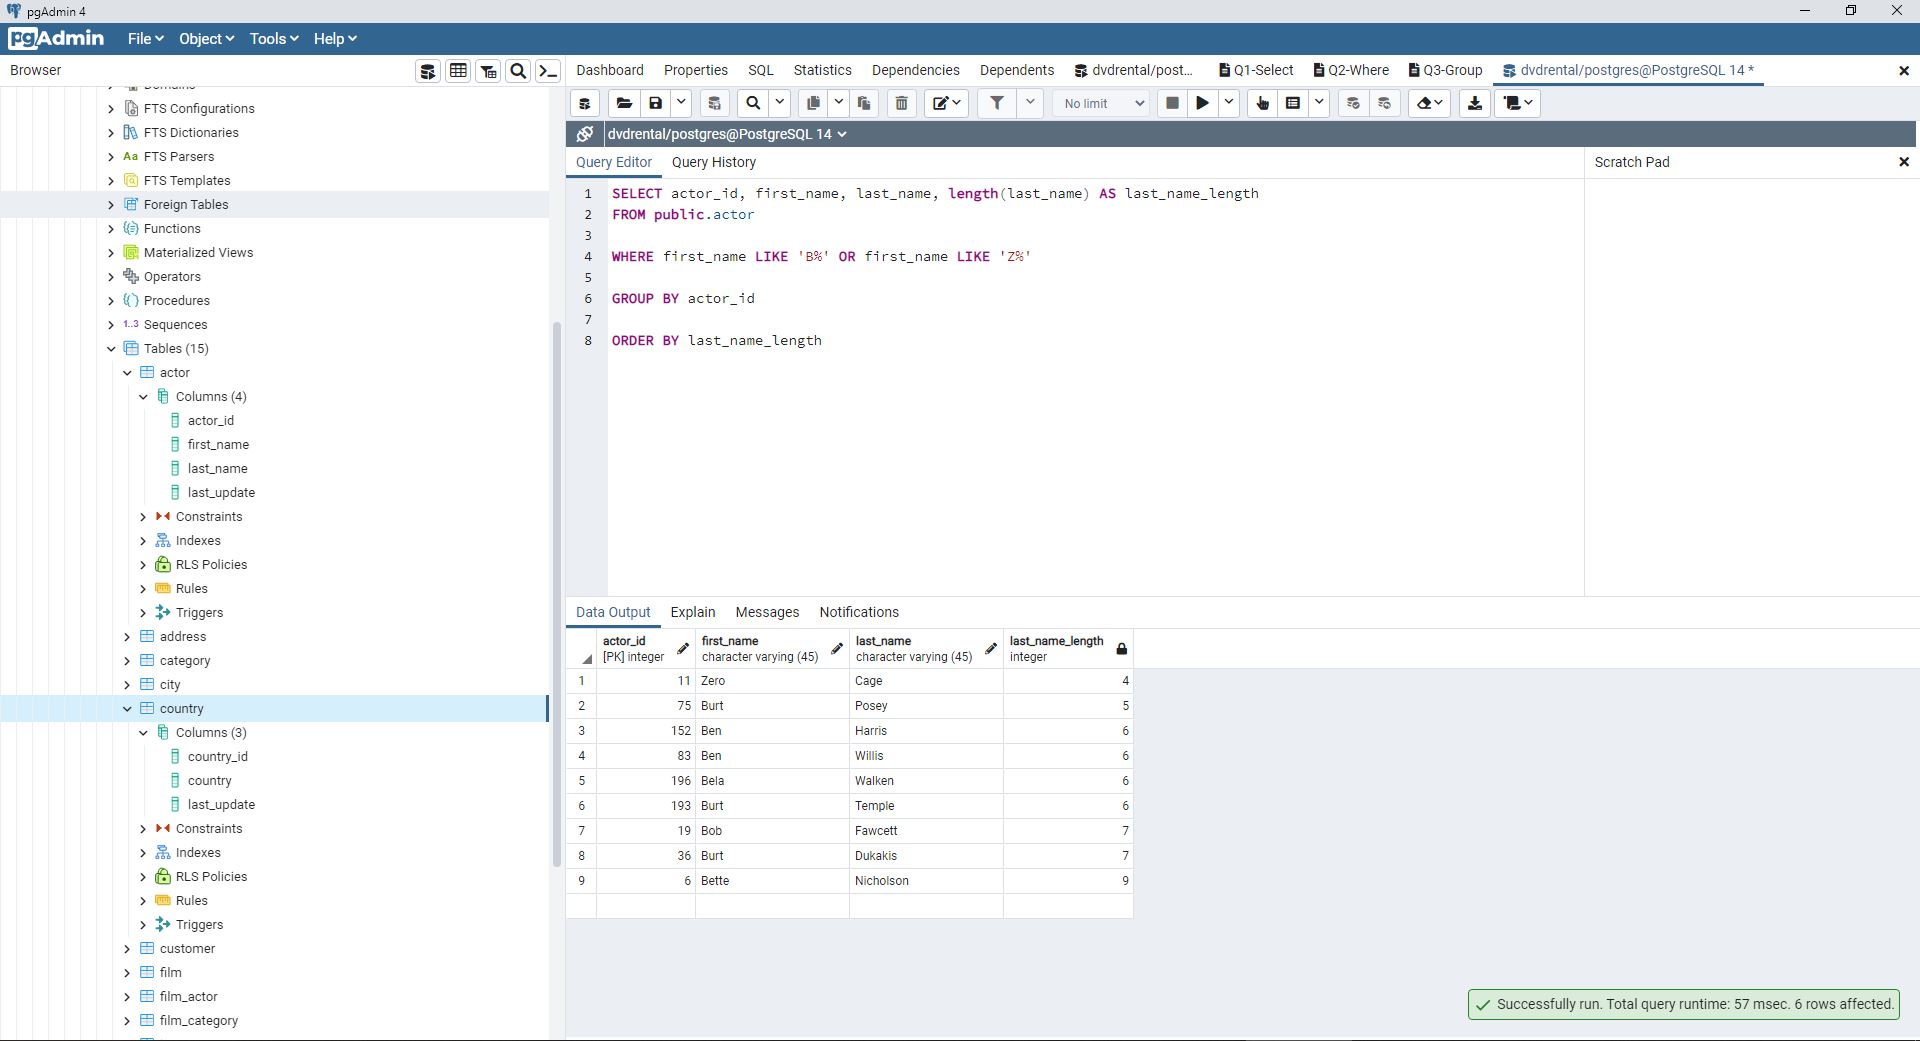 pgAdmin 4
pgAdmin File Object Tools Help
Browser
Dashboard Properties SQL Statistics Dependencies Dependents dvdrental/post... Q1-Select Q2-Where Q3-Group dvdrental/postgres@PostgreSQL 14 *
No limit
dvdrental/postgres@PostgreSQL 14
Query Editor Query History
Scratch Pad
Domains
FTS Configurations
FTS Dictionaries
Aa FTS Parsers
FTS Templates
Foreign Tables
Functions
Materialized Views
Operators
Procedures
1..3 Sequences
Tables (15)
actor
Columns (4)
actor_id
first_name
last_name
last_update
Constraints
Indexes
RLS Policies
Rules
Triggers
address
category
city
country
Columns (3)
country_id
country
last_update
Constraints
Indexes
RLS Policies
Rules
Triggers
customer
film
film_actor
film_category
1 SELECT actor_id, first_name, last_name, length(last_name) AS last_name_length
2 FROM public.actor
3
4 WHERE first_name LIKE 'B%' OR first_name LIKE 'Z%'
5
6 GROUP BY actor_id
7
8 ORDER BY last_name_length
Data Output Explain Messages Notifications
actor_id first_name last_name last_name_length
[PK] integer character varying (45) character varying (45) integer
1 11 Zero Cage 4
2 75 Burt Posey 5
3 152 Ben Harris 6
4 83 Ben Willis 6
5 196 Bela Walken 6
6 193 Burt Temple 6
7 19 Bob Fawcett 7
8 36 Burt Dukakis 7
9 6 Bette Nicholson 9
Successfully run. Total query runtime: 57 msec. 6 rows affected.